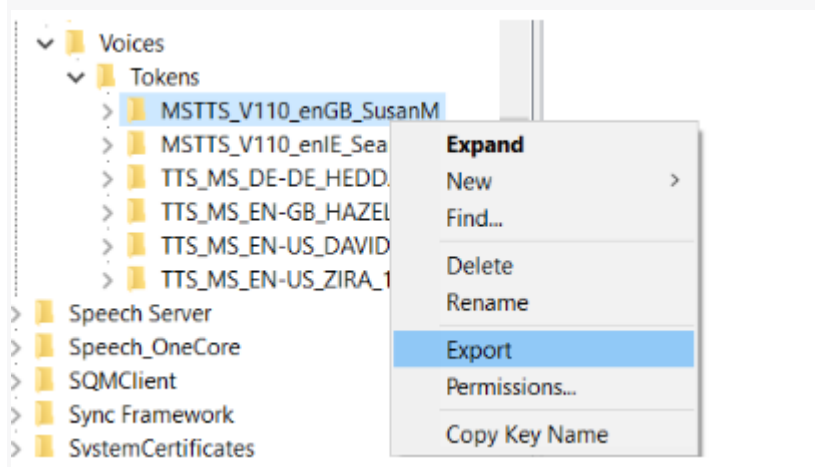 Voices
Tokens
MSTTS_V110_enGB_SusanM
MSTTS_V110_enIE_Sea
TTS_MS_DE-DE_HEDD
TTS_MS_EN-GB_HAZEL
TTS_MS_EN-US_DAVID
TTS_MS_EN-US_ZIRA_1
Speech Server
Speech_OneCore
SQMClient
Sync Framework
SystemCertificates
Expand
New
Find...
Delete
Rename
Export
Permissions...
Copy Key Name